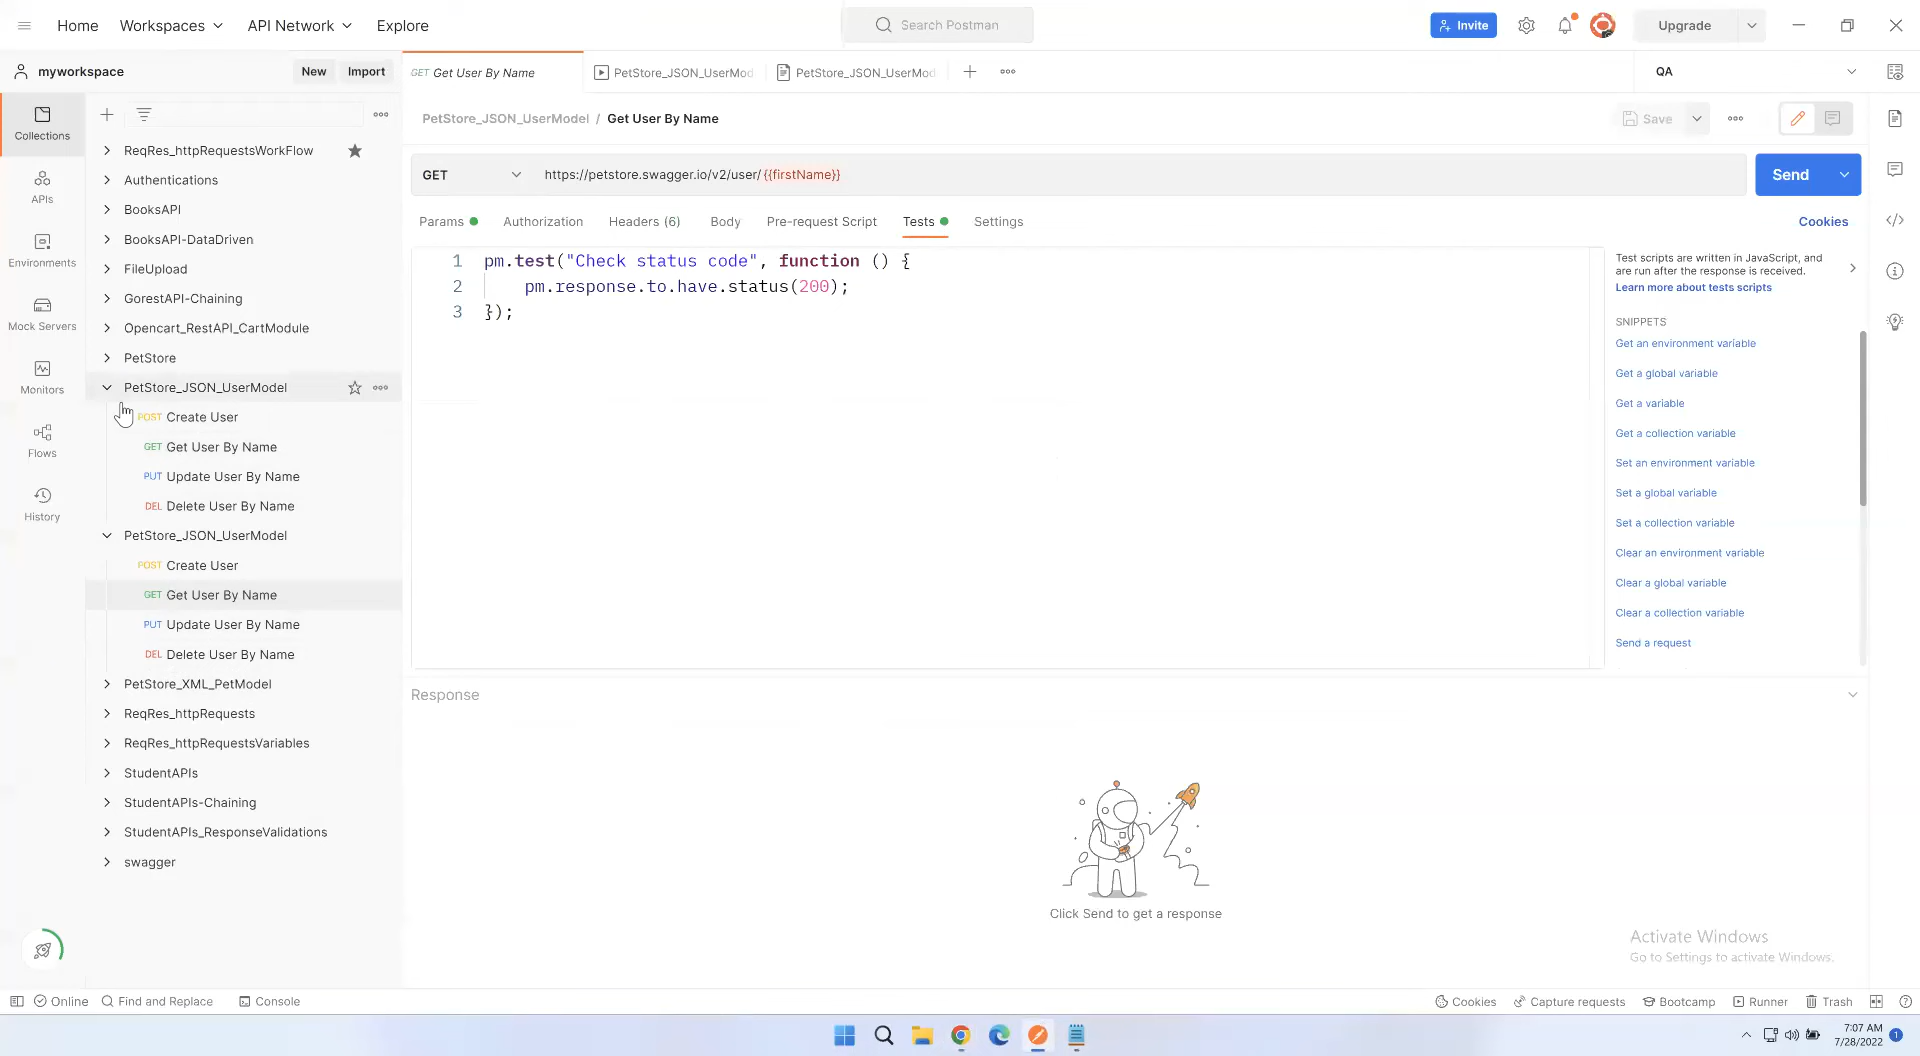 Home Workspaces API Network Explore
Search Postman
Invite
Upgrade
myworkspace
New Import
GET Get User By Name
PetStore_JSON_UserMod
PetStore_JSON_UserMod
QA
Collections
APIs
Environments
Mock Servers
Monitors
Flows
History
ReqRes_httpRequestsWorkFlow
Authentications
BooksAPI
BooksAPI-DataDriven
FileUpload
GorestAPI-Chaining
Opencart_RestAPI_CartModule
PetStore
PetStore_JSON_UserModel
POST Create User
GET Get User By Name
PUT Update User By Name
DEL Delete User By Name
PetStore_JSON_UserModel
POST Create User
GET Get User By Name
PUT Update User By Name
DEL Delete User By Name
PetStore_XML_PetModel
ReqRes_httpRequests
ReqRes_httpRequestsVariables
StudentAPIs
StudentAPIs-Chaining
StudentAPIs_ResponseValidations
swagger
PetStore_JSON_UserModel / Get User By Name
Save
GET https://petstore.swagger.io/v2/user/{{firstName}}
Send
Params Authorization Headers (6) Body Pre-request Script Tests Settings
Cookies
1 pm.test("Check status code", function () {
2 pm.response.to.have.status(200);
3 });
Test scripts are written in JavaScript, and
are run after the response is received.
Learn more about tests scripts
SNIPPETS
Get an environment variable
Get a global variable
Get a variable
Get a collection variable
Set an environment variable
Set a global variable
Set a collection variable
Clear an environment variable
Clear a global variable
Clear a collection variable
Send a request
Response
Click Send to get a response
Activate Windows
Go to Settings to activate Windows.
Online Find and Replace Console
Cookies Capture requests Bootcamp Runner Trash
7:07 AM
7/28/2022
1